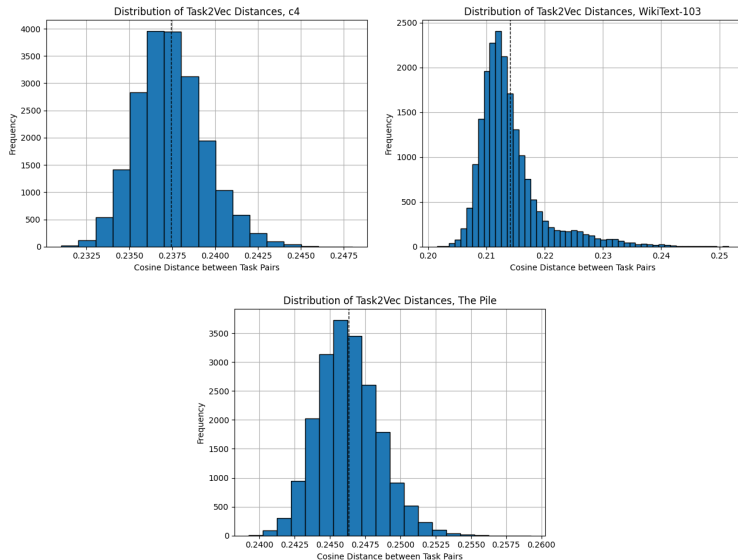 Distribution of Task2Vec Distances, c4
4000
3500
3000
2500
2000
1500
1000
500
0
Frequency
0.2325 0.2350 0.2375 0.2400 0.2425 0.2450 0.2475
Cosine Distance between Task Pairs
Distribution of Task2Vec Distances, WikiText-103
2500
2000
1500
1000
500
0
Frequency
0.20 0.21 0.22 0.23 0.24 0.25
Cosine Distance between Task Pairs
Distribution of Task2Vec Distances, The Pile
3500
3000
2500
2000
1500
1000
500
0
Frequency
0.2400 0.2425 0.2450 0.2475 0.2500 0.2525 0.2550 0.2575 0.2600
Cosine Distance between Task Pairs